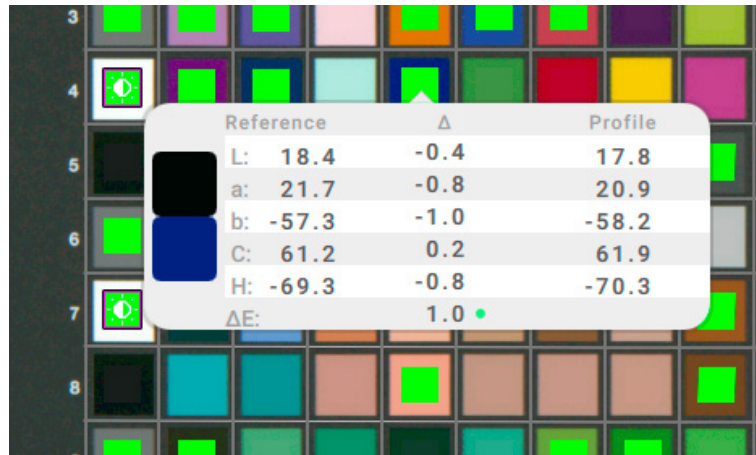 3
4
Reference Δ Profile
L: 18.4 -0.4 17.8
a: 21.7 -0.8 20.9
5
b: -57.3 -1.0 -58.2
6
C: 61.2 0.2 61.9
H: -69.3 -0.8 -70.3
7
ΔE: 1.0
8